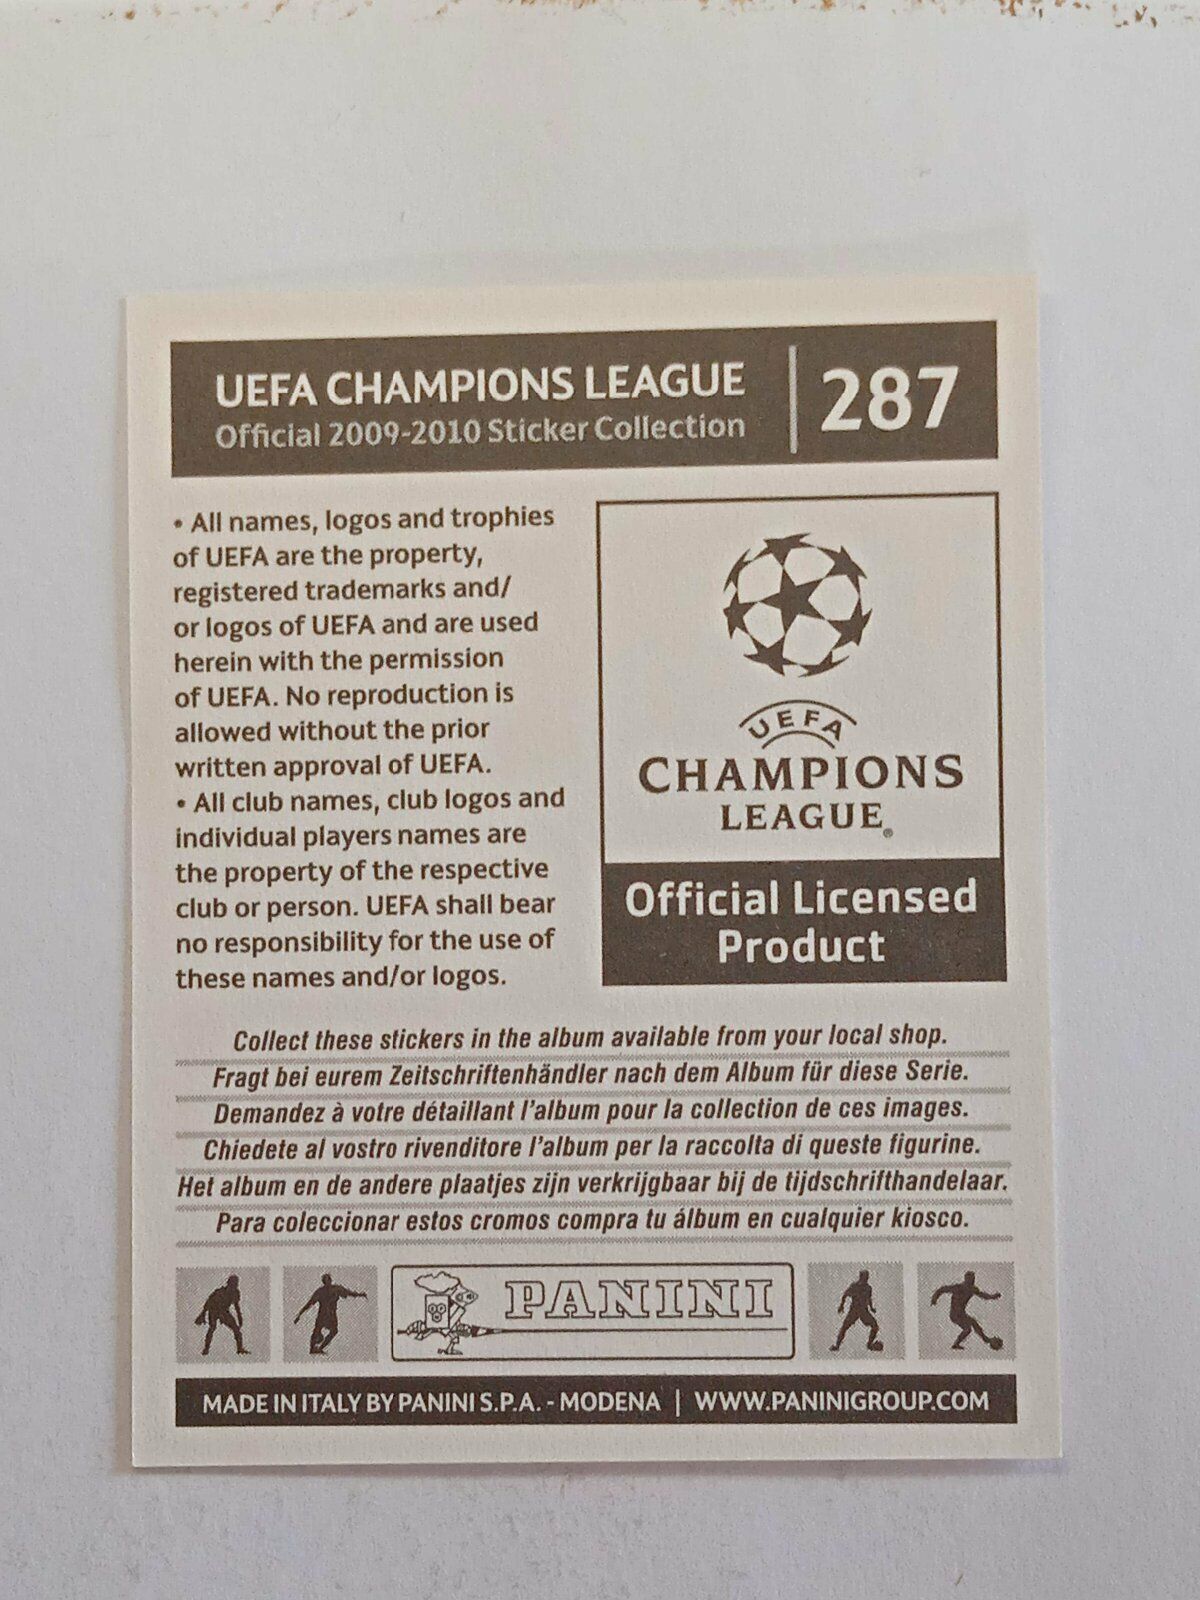 UEFA CHAMPIONS LEAGUE
Official 2009-2010 Sticker Collection
287
• All names, logos and trophies
of UEFA are the property,
registered trademarks and/
or logos of UEFA and are used
herein with the permission
of UEFA. No reproduction is
allowed without the prior
written approval of UEFA.
• All club names, club logos and
individual players names are
the property of the respective
club or person. UEFA shall bear
no responsibility for the use of
these names and/or logos.
UEFA
CHAMPIONS
LEAGUE®
Official Licensed
Product
Collect these stickers in the album available from your local shop.
Fragt bei eurem Zeitschriftenhändler nach dem Album für diese Serie.
Demandez à votre détaillant l'album pour la collection de ces images.
Chiedete al vostro rivenditore l'album per la raccolta di queste figurine.
Het album en de andere plaatjes zijn verkrijgbaar bij de tijdschrifthandelaar.
Para coleccionar estos cromos compra tu álbum en cualquier kiosco.
PANINI
MADE IN ITALY BY PANINI S.P.A. - MODENA | WWW.PANINIGROUP.COM